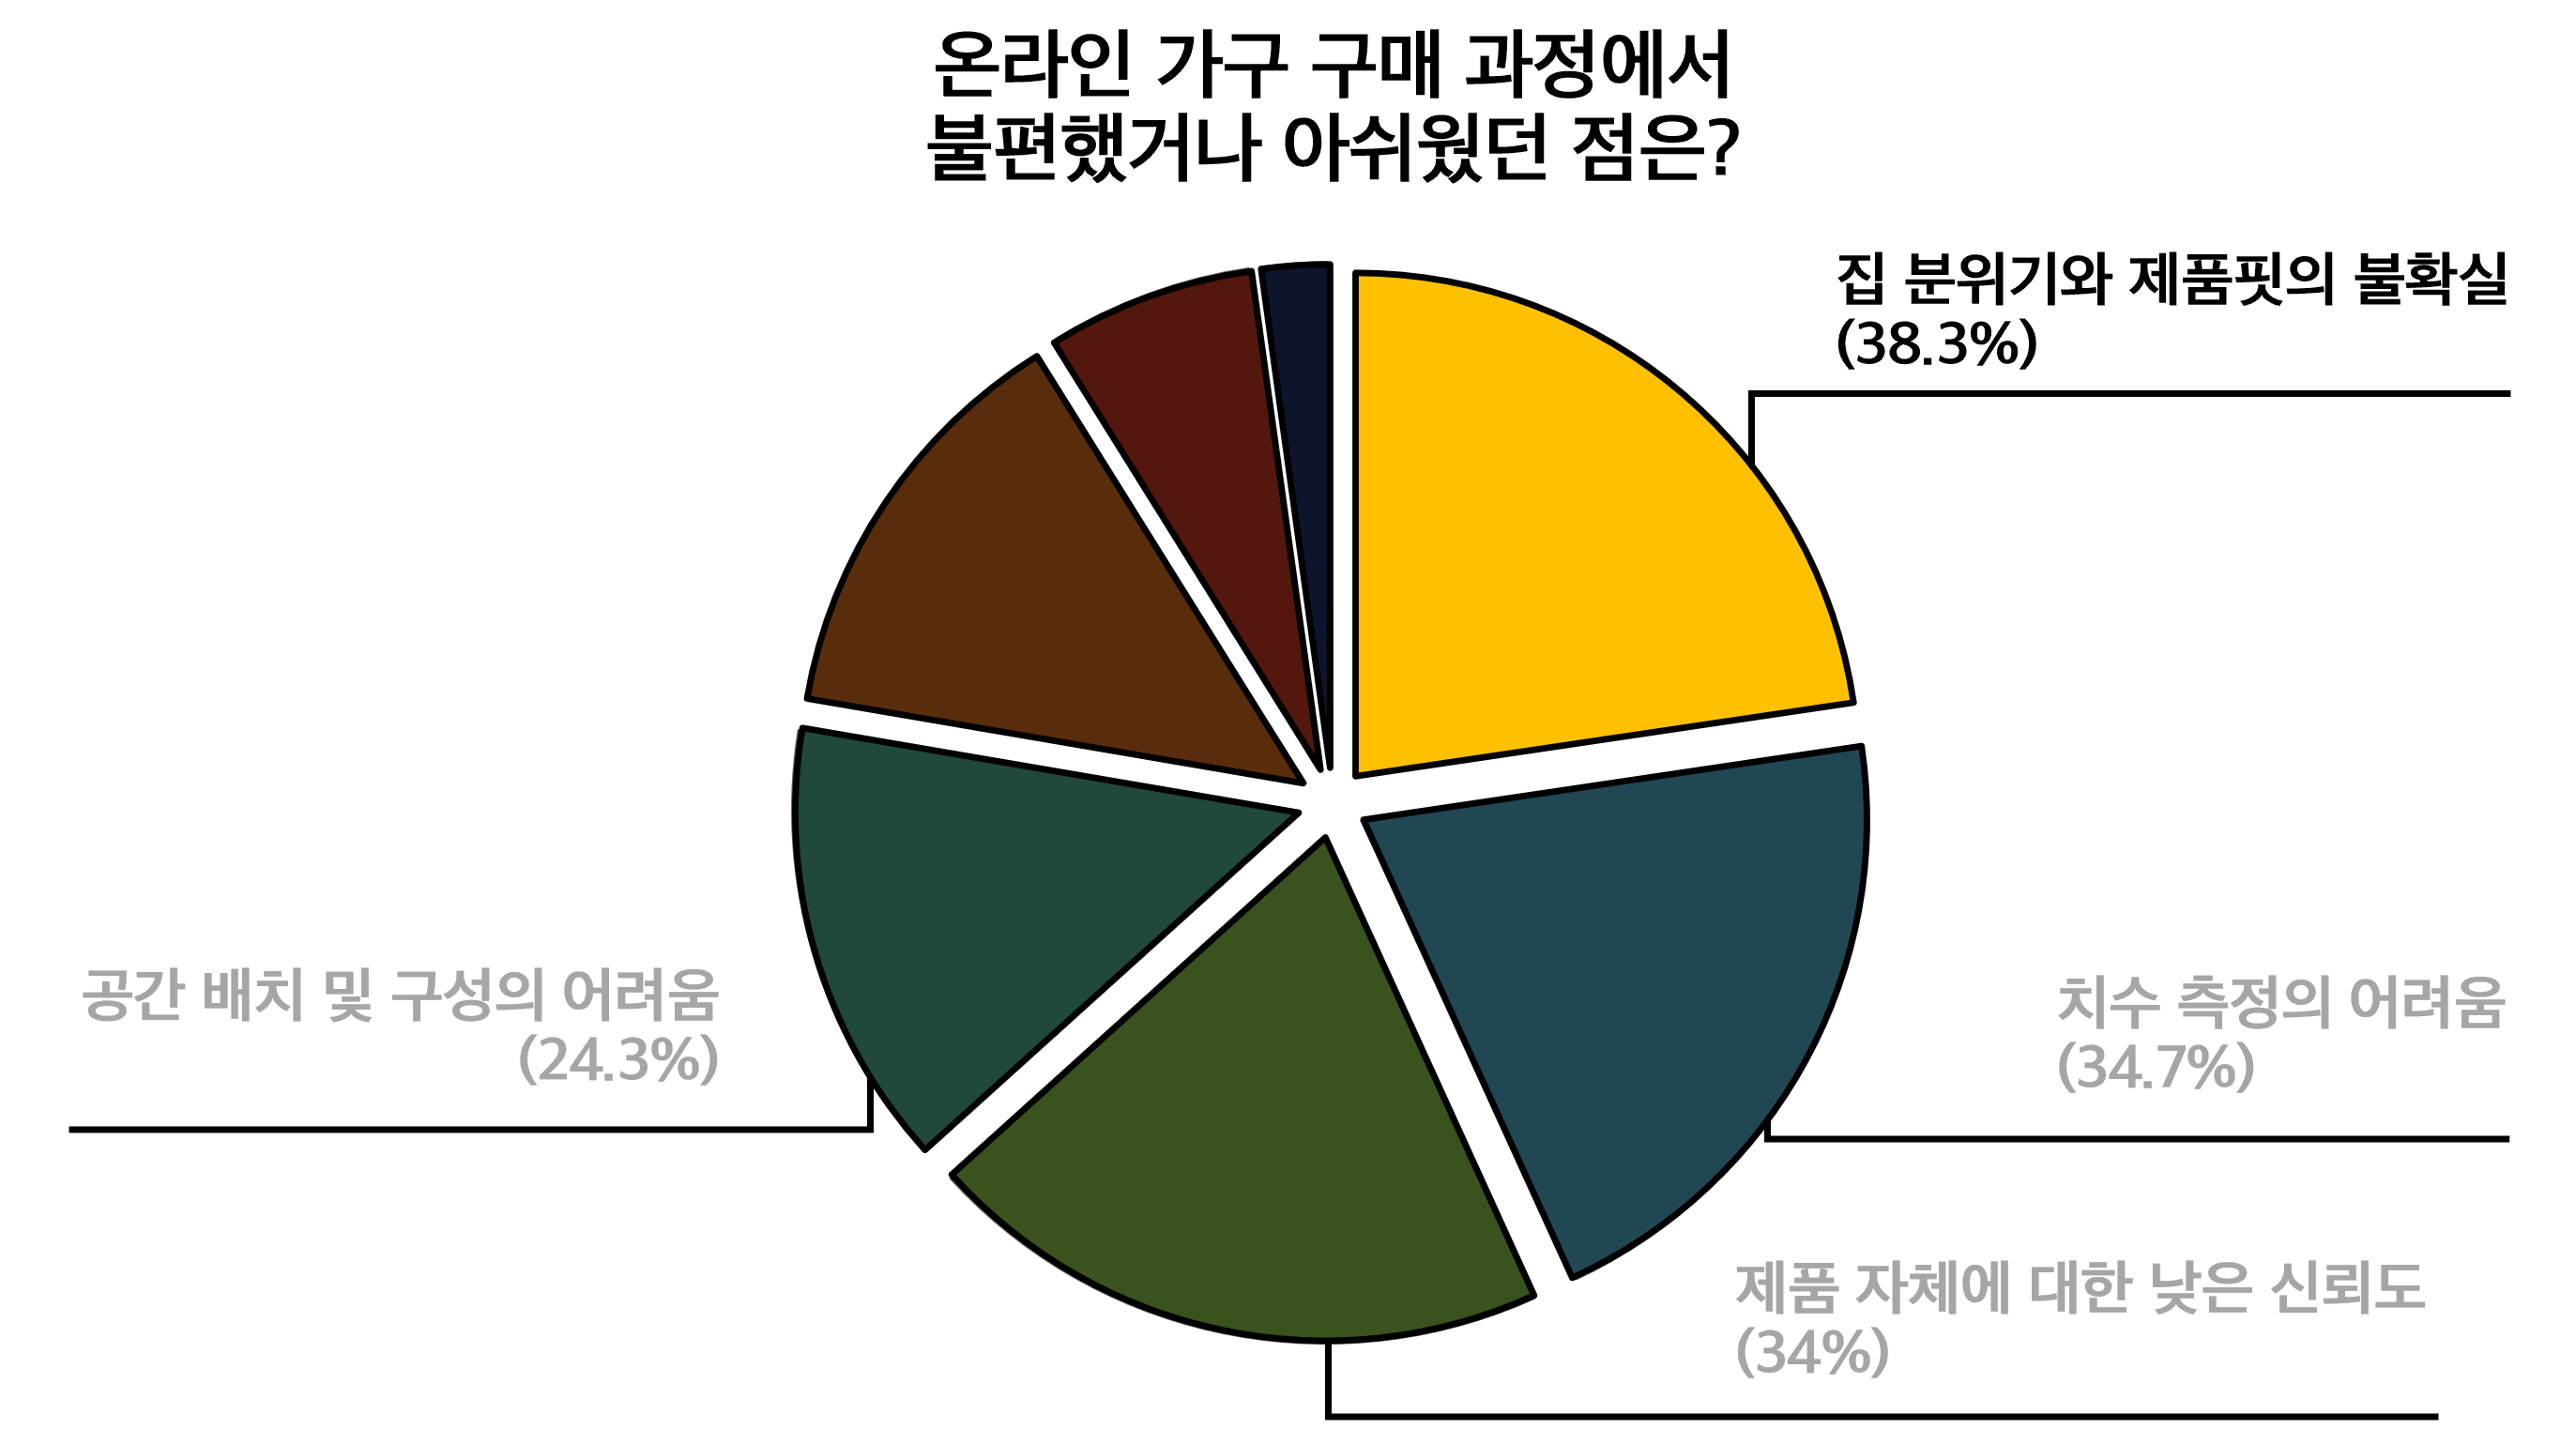 온라인 가구 구매 과정에서
불편했거나 아쉬웠던 점은?
집 분위기와 제품핏의 불확실
(38.3%)
공간 배치 및 구성의 어려움
(24.3%)
치수 측정의 어려움
(34.7%)
제품 자체에 대한 낮은 신뢰도
(34%)